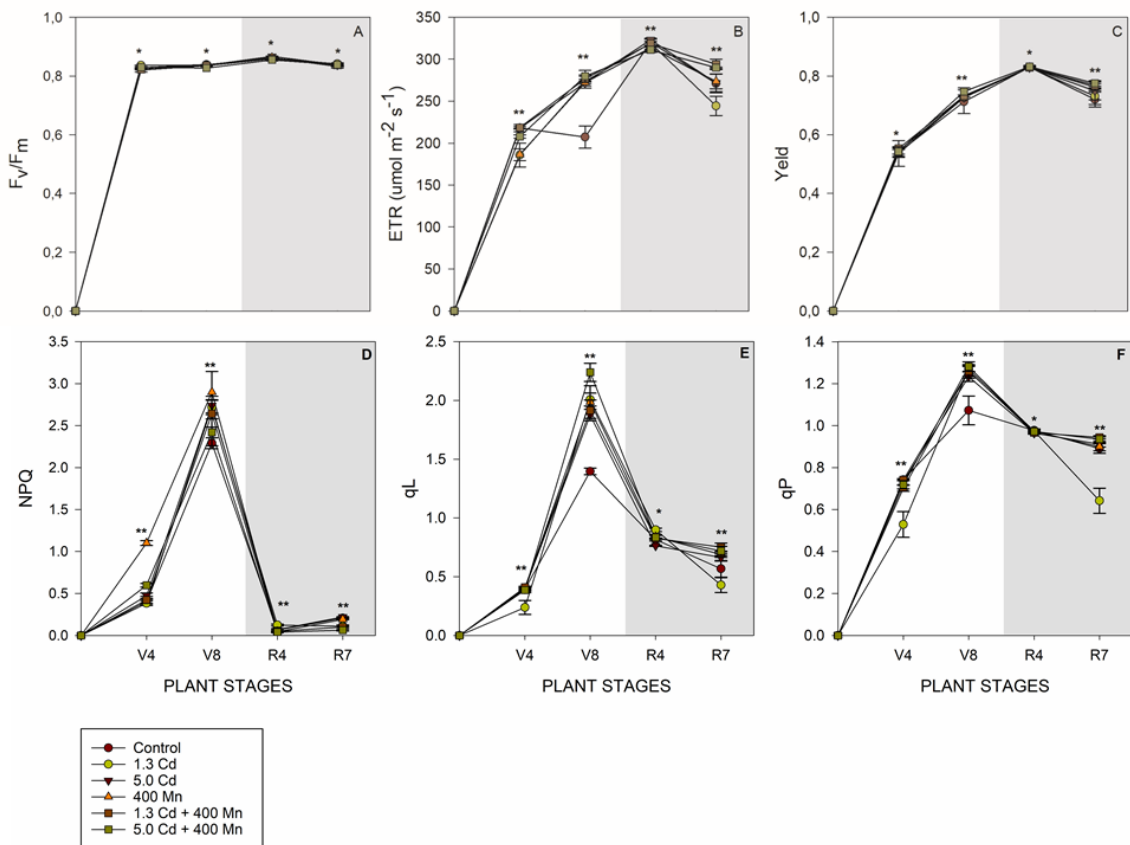 A
1,0
0,8
0,6
0,4
0,2
0,0
Fv/Fm
* * * *
B
350
300
250
200
150
100
50
0
ETR (umol m-2 s-1)
** ** ** **
C
1,0
0,8
0,6
0,4
0,2
0,0
Yeld
* ** * **
D
3.5
3.0
2.5
2.0
1.5
1.0
0.5
0.0
NPQ
** ** ** **
V4 V8 R4 R7
PLANT STAGES
E
2.5
2.0
1.5
1.0
0.5
0.0
qL
** ** * **
V4 V8 R4 R7
PLANT STAGES
F
1.4
1.2
1.0
0.8
0.6
0.4
0.2
0.0
qP
** ** * **
V4 V8 R4 R7
PLANT STAGES
Control
1.3 Cd
5.0 Cd
400 Mn
1.3 Cd + 400 Mn
5.0 Cd + 400 Mn